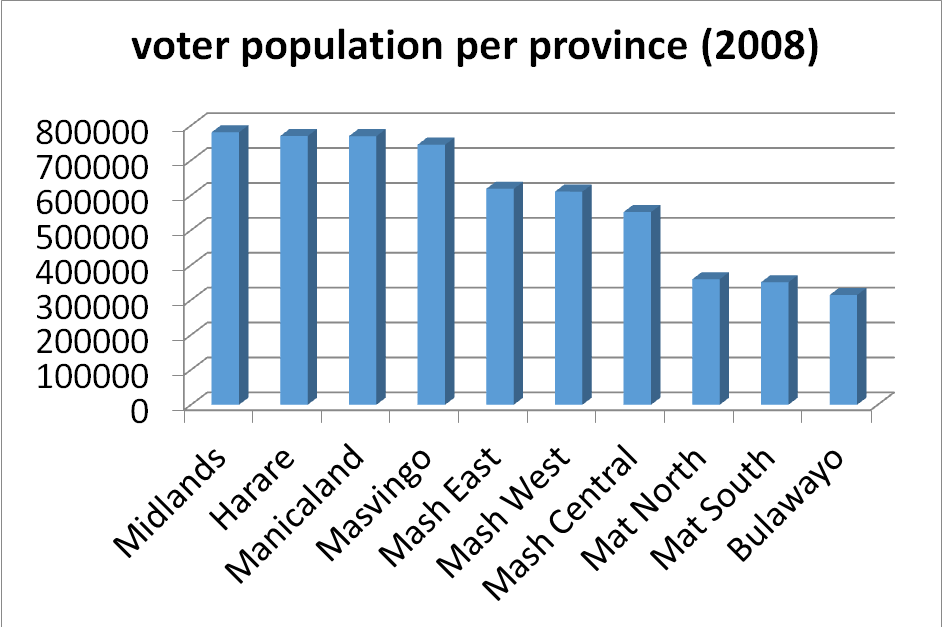 voter population per province (2008)
800000
700000
600000
500000
400000
300000
200000
100000
0
Midlands
Harare
Manicaland
Masvingo
Mash East
Mash West
Mash Central
Mat North
Mat South
Bulawayo